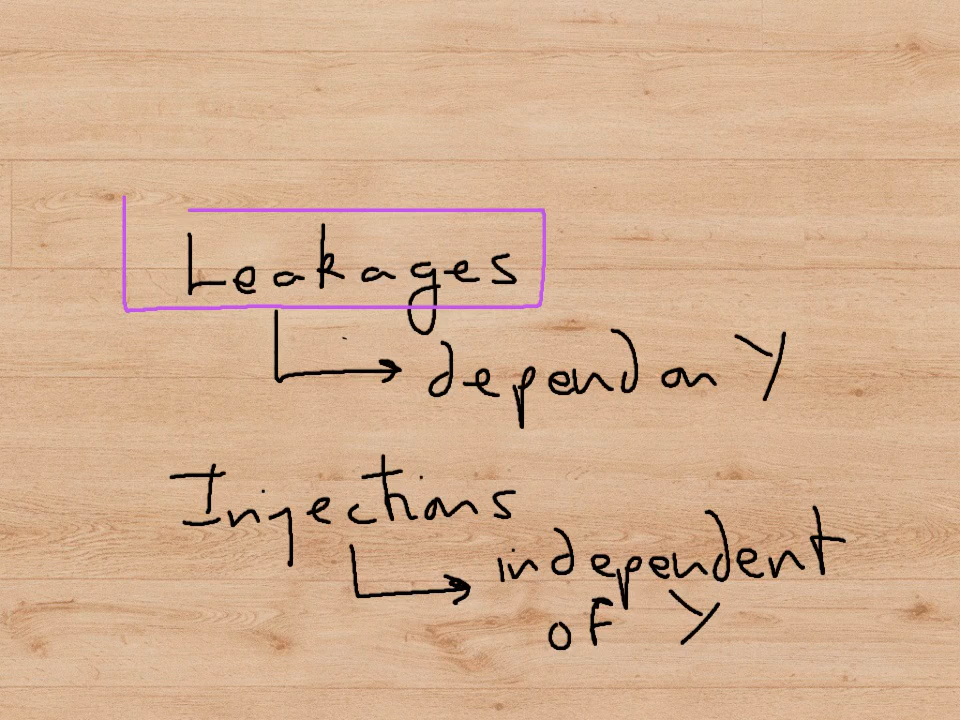 Leakages
depend on Y
Injections
independent
of Y